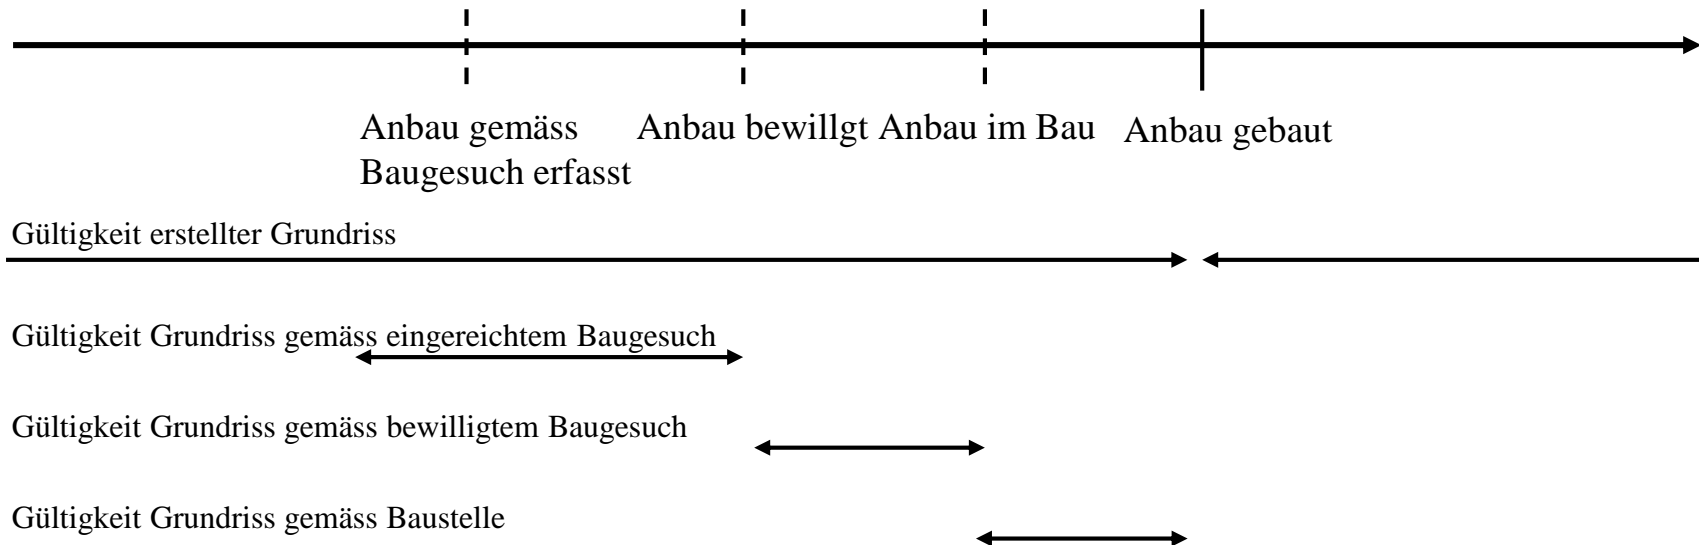 Anbau gemäss
Baugesuch erfasst
Anbau bewillgt
Anbau im Bau
Anbau gebaut
Gültigkeit erstellter Grundriss
Gültigkeit Grundriss gemäss eingereichtem Baugesuch
Gültigkeit Grundriss gemäss bewilligtem Baugesuch
Gültigkeit Grundriss gemäss Baustelle